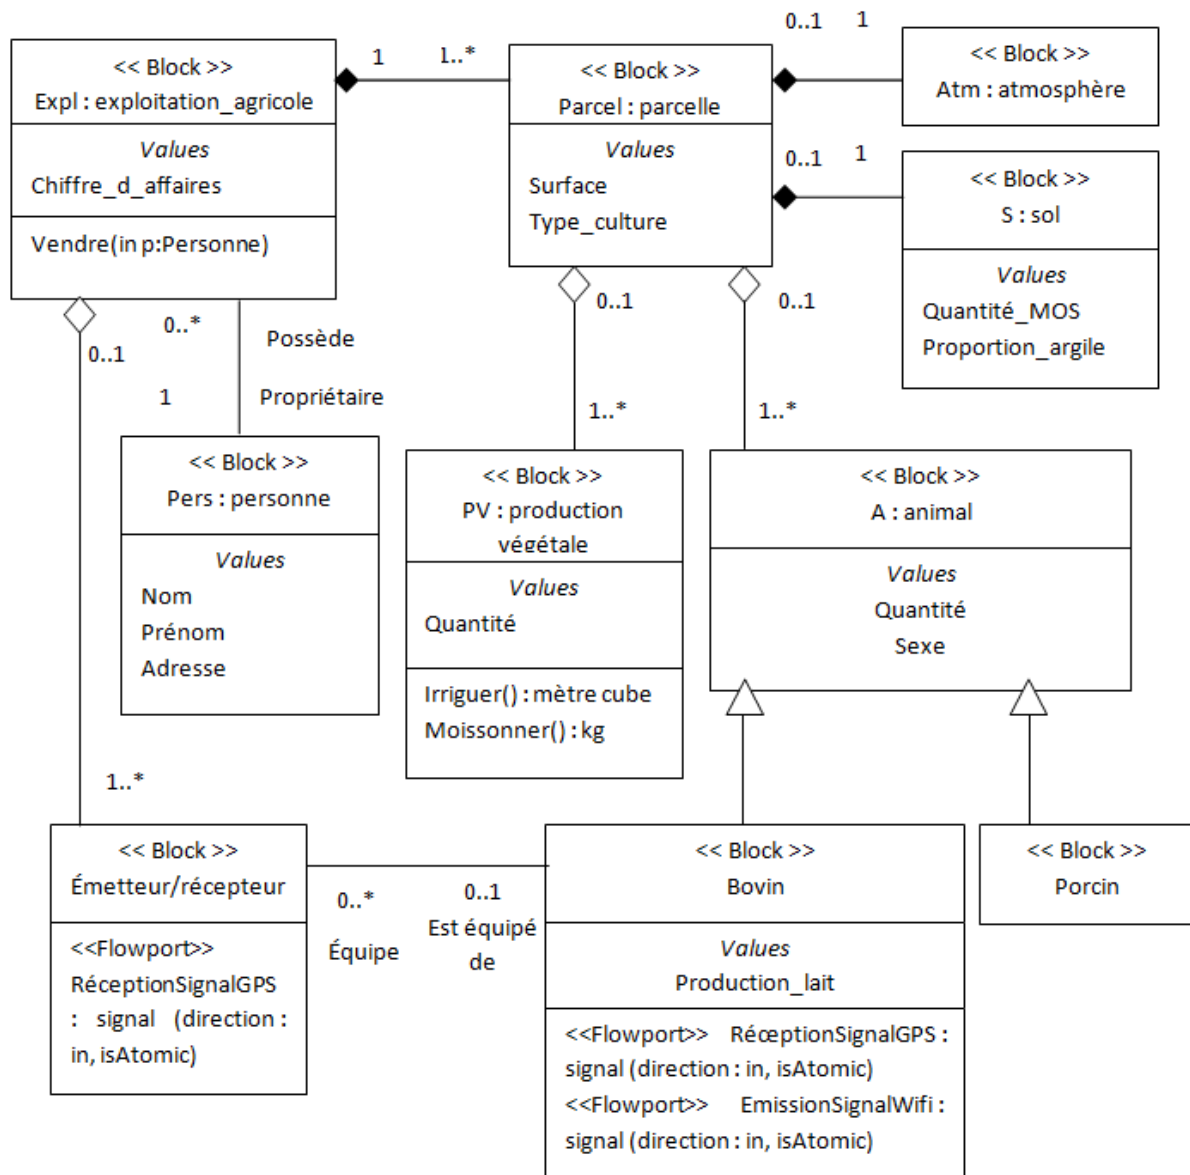 << Block >>
Expl : exploitation_agricole
Values
Chiffre_d_affaires
Vendre(in p:Personne)
1
1..*
<< Block >>
Parcel : parcelle
Values
Surface
Type_culture
0..1
1
<< Block >>
Atm : atmosphère
0..1
1
<< Block >>
S : sol
Values
Quantité_MOS
Proportion_argile
0..1
0..*
Possède
1
Propriétaire
0..1
0..1
1..*
1..*
<< Block >>
Pers : personne
Values
Nom
Prénom
Adresse
<< Block >>
PV : production
végétale
Values
Quantité
Irriguer() : mètre cube
Moissonner() : kg
<< Block >>
A : animal
Values
Quantité
Sexe
1..*
<< Block >>
Émetteur/récepteur
<<Flowport>>
RéceptionSignalGPS
: signal (direction :
in, isAtomic)
0..*
Équipe
0..1
Est équipé
de
<< Block >>
Bovin
Values
Production_lait
<<Flowport>> RéceptionSignalGPS :
signal (direction : in, isAtomic)
<<Flowport>> EmissionSignalWifi :
signal (direction : in, isAtomic)
<< Block >>
Porcin